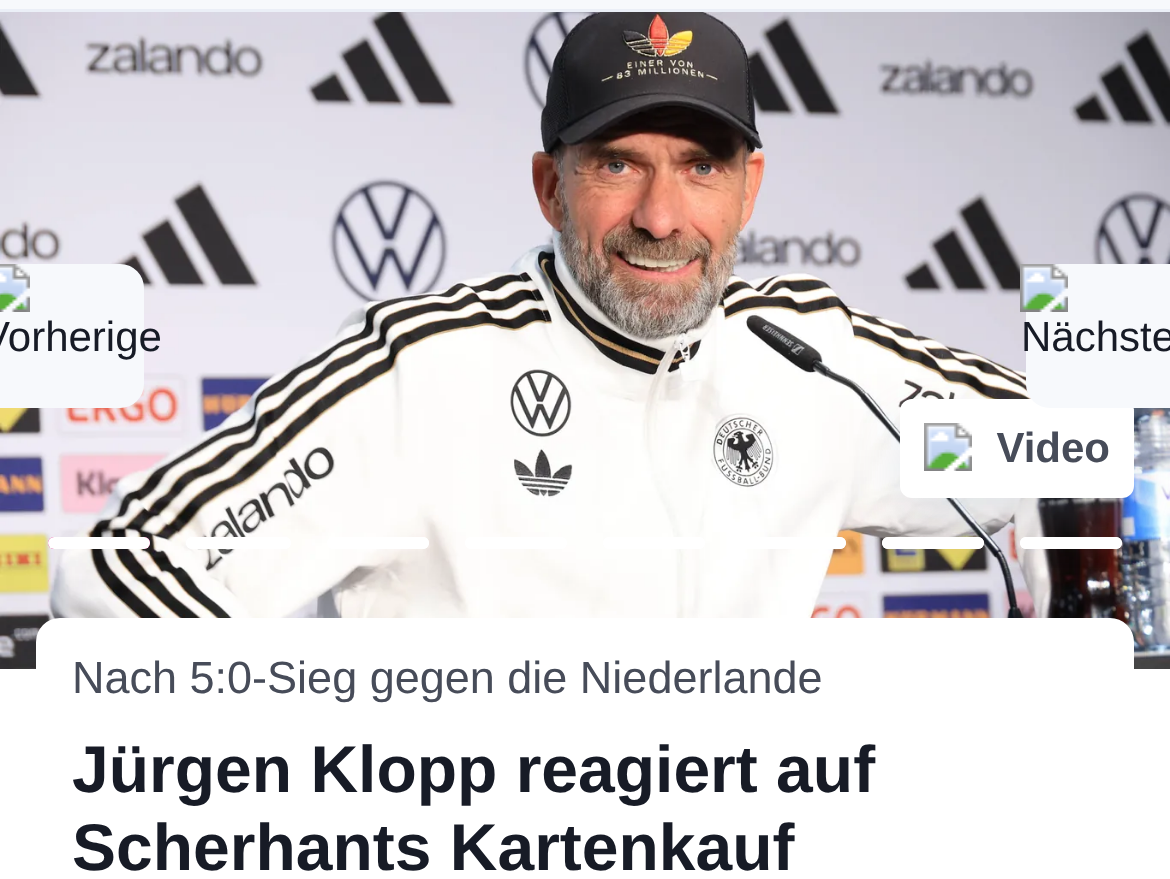 zalando
zalando
EINER VON
83 MILLIONEN
do
zalando
Vorherige
Nächste
ERGO
Video
zalando
DEUTSCHER
FUSSBALL-BUND
Nach 5:0-Sieg gegen die Niederlande
Jürgen Klopp reagiert auf
Scherhants Kartenkauf